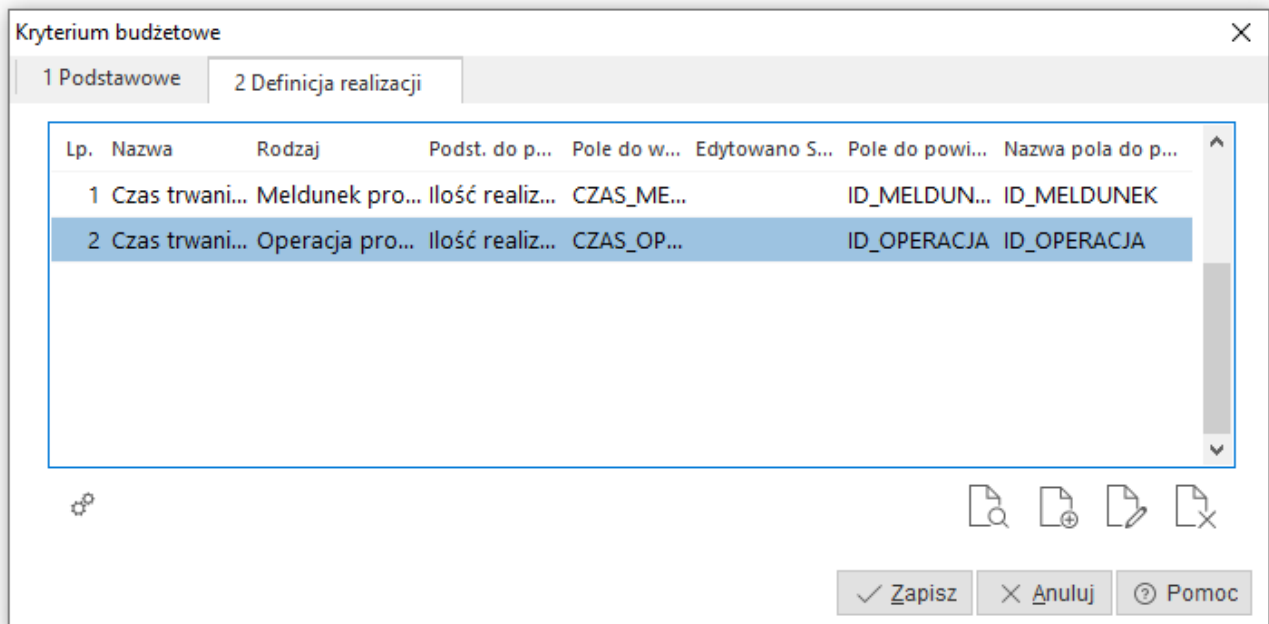 Kryterium budżetowe
1 Podstawowe 2 Definicja realizacji
Lp. Nazwa Rodzaj Podst. do p... Pole do w... Edytowano S... Pole do powi... Nazwa pola do p...
1 Czas trwani... Meldunek pro... Ilość realiz... CZAS_ME... ID_MELDUN... ID_MELDUNEK
2 Czas trwani... Operacja pro... Ilość realiz... CZAS_OP... ID_OPERACJA ID_OPERACJA
Zapisz Anuluj Pomoc